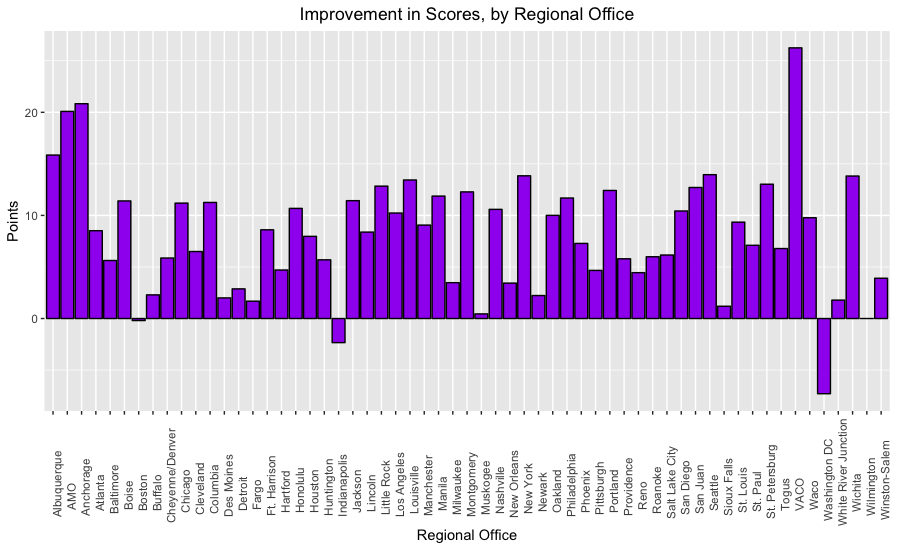 Improvement in Scores, by Regional Office
Points
20
10
0
Albuquerque
AMO
Anchorage
Atlanta
Baltimore
Boise
Boston
Buffalo
Cheyenne/Denver
Chicago
Cleveland
Columbia
Des Moines
Detroit
Fargo
Ft. Harrison
Hartford
Honolulu
Houston
Huntington
Indianapolis
Jackson
Lincoln
Little Rock
Los Angeles
Louisville
Manchester
Manila
Milwaukee
Montgomery
Muskogee
Nashville
New Orleans
New York
Newark
Oakland
Philadelphia
Phoenix
Pittsburgh
Portland
Providence
Reno
Roanoke
Salt Lake City
San Diego
San Juan
Seattle
Sioux Falls
St. Louis
St. Paul
St. Petersburg
Togus
VACO
Waco
Washington DC
White River Junction
Wichita
Wilmington
Winston-Salem
Regional Office